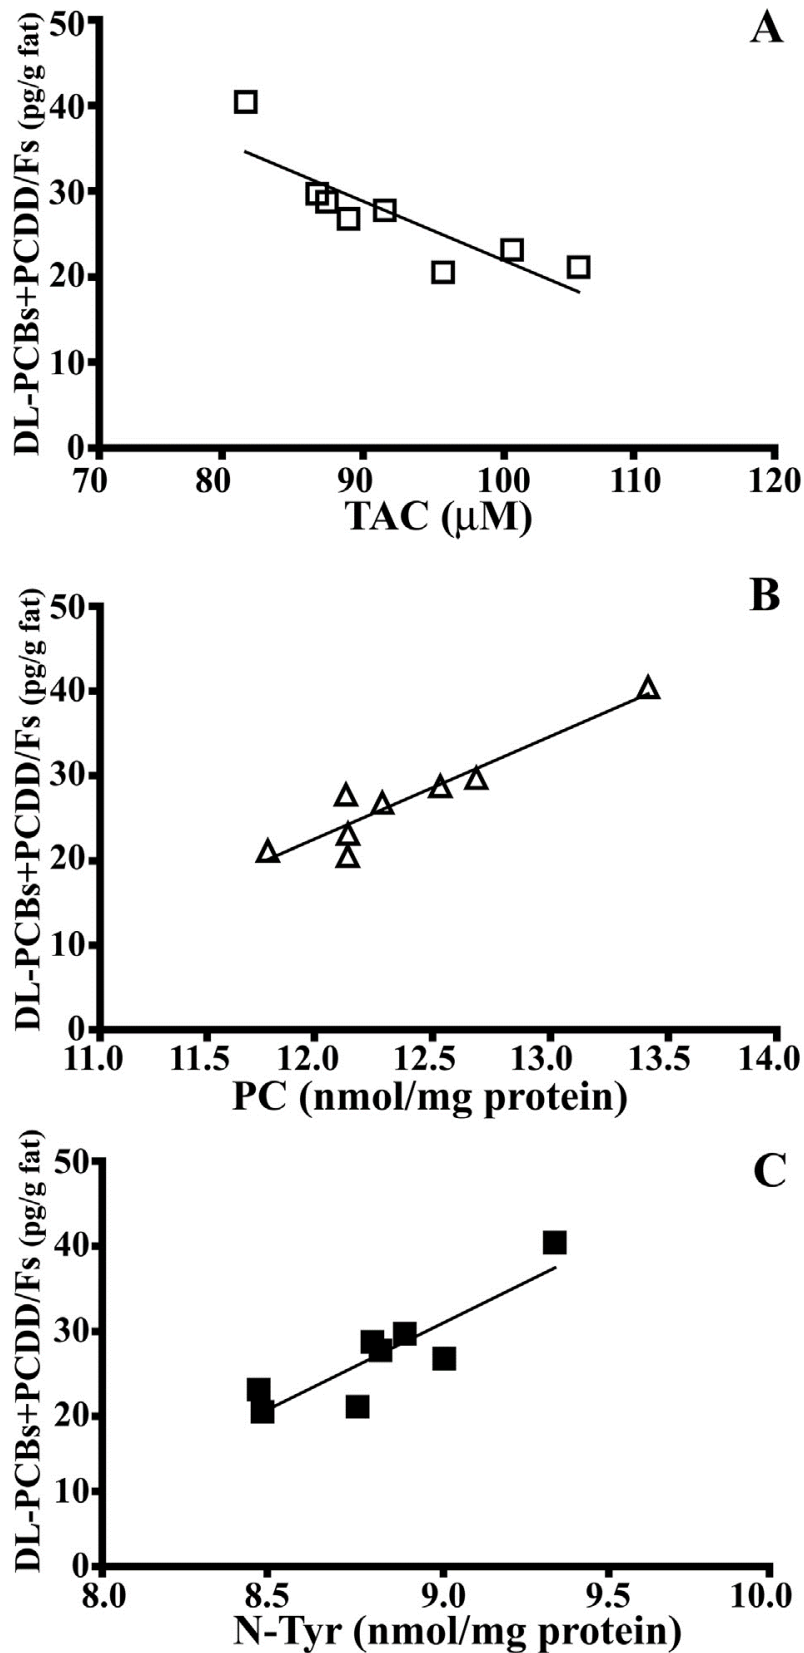 A
DL-PCBs+PCDD/Fs (pg/g fat)
50
40
30
20
10
0
70 80 90 100 110 120
TAC (µM)
B
DL-PCBs+PCDD/Fs (pg/g fat)
50
40
30
20
10
0
11.0 11.5 12.0 12.5 13.0 13.5 14.0
PC (nmol/mg protein)
C
DL-PCBs+PCDD/Fs (pg/g fat)
50
40
30
20
10
0
8.0 8.5 9.0 9.5 10.0
N-Tyr (nmol/mg protein)